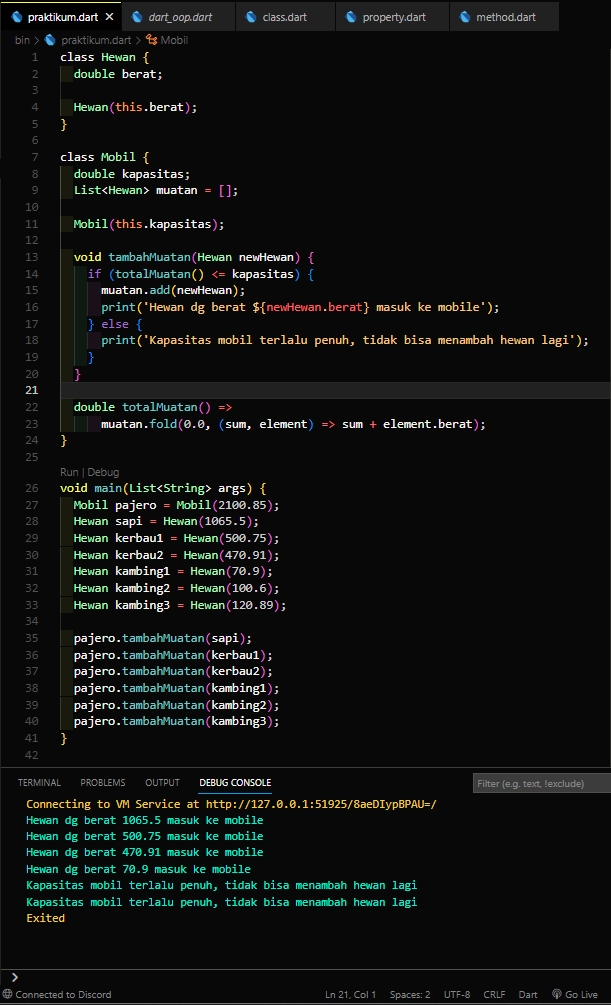 praktikum.dart ×
dart_oop.dart
class.dart
property.dart
method.dart
bin > praktikum.dart > Mobil
1 class Hewan {
2   double berat;
3
4   Hewan(this.berat);
5 }
6
7 class Mobil {
8   double kapasitas;
9   List<Hewan> muatan = [];
10
11   Mobil(this.kapasitas);
12
13   void tambahMuatan(Hewan newHewan) {
14     if (totalMuatan() <= kapasitas) {
15       muatan.add(newHewan);
16       print('Hewan dg berat ${newHewan.berat} masuk ke mobile');
17     } else {
18       print('Kapasitas mobil terlalu penuh, tidak bisa menambah hewan lagi');
19     }
20   }
21
22   double totalMuatan() =>
23       muatan.fold(0.0, (sum, element) => sum + element.berat);
24 }
25
Run | Debug
26 void main(List<String> args) {
27   Mobil pajero = Mobil(2100.85);
28   Hewan sapi = Hewan(1065.5);
29   Hewan kerbau1 = Hewan(500.75);
30   Hewan kerbau2 = Hewan(470.91);
31   Hewan kambing1 = Hewan(70.9);
32   Hewan kambing2 = Hewan(100.6);
33   Hewan kambing3 = Hewan(120.89);
34
35   pajero.tambahMuatan(sapi);
36   pajero.tambahMuatan(kerbau1);
37   pajero.tambahMuatan(kerbau2);
38   pajero.tambahMuatan(kambing1);
39   pajero.tambahMuatan(kambing2);
40   pajero.tambahMuatan(kambing3);
41 }
42
TERMINAL PROBLEMS OUTPUT DEBUG CONSOLE Filter (e.g. text, !exclude)
Connecting to VM Service at http://127.0.0.1:51925/8aeDIypBPAU=/
Hewan dg berat 1065.5 masuk ke mobile
Hewan dg berat 500.75 masuk ke mobile
Hewan dg berat 470.91 masuk ke mobile
Hewan dg berat 70.9 masuk ke mobile
Kapasitas mobil terlalu penuh, tidak bisa menambah hewan lagi
Kapasitas mobil terlalu penuh, tidak bisa menambah hewan lagi
Exited
>
Connected to Discord Ln 21, Col 1 Spaces: 2 UTF-8 CRLF Dart Go Live